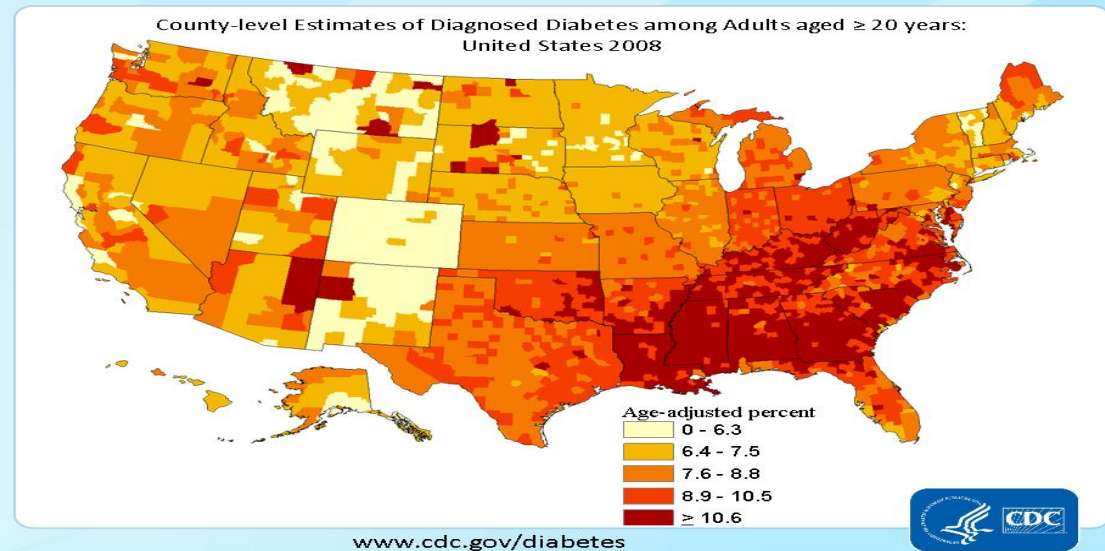 County-level Estimates of Diagnosed Diabetes among Adults aged ≥ 20 years:
United States 2008
Age-adjusted percent
0 - 6.3
6.4 - 7.5
7.6 - 8.8
8.9 - 10.5
≥ 10.6
CDC
www.cdc.gov/diabetes